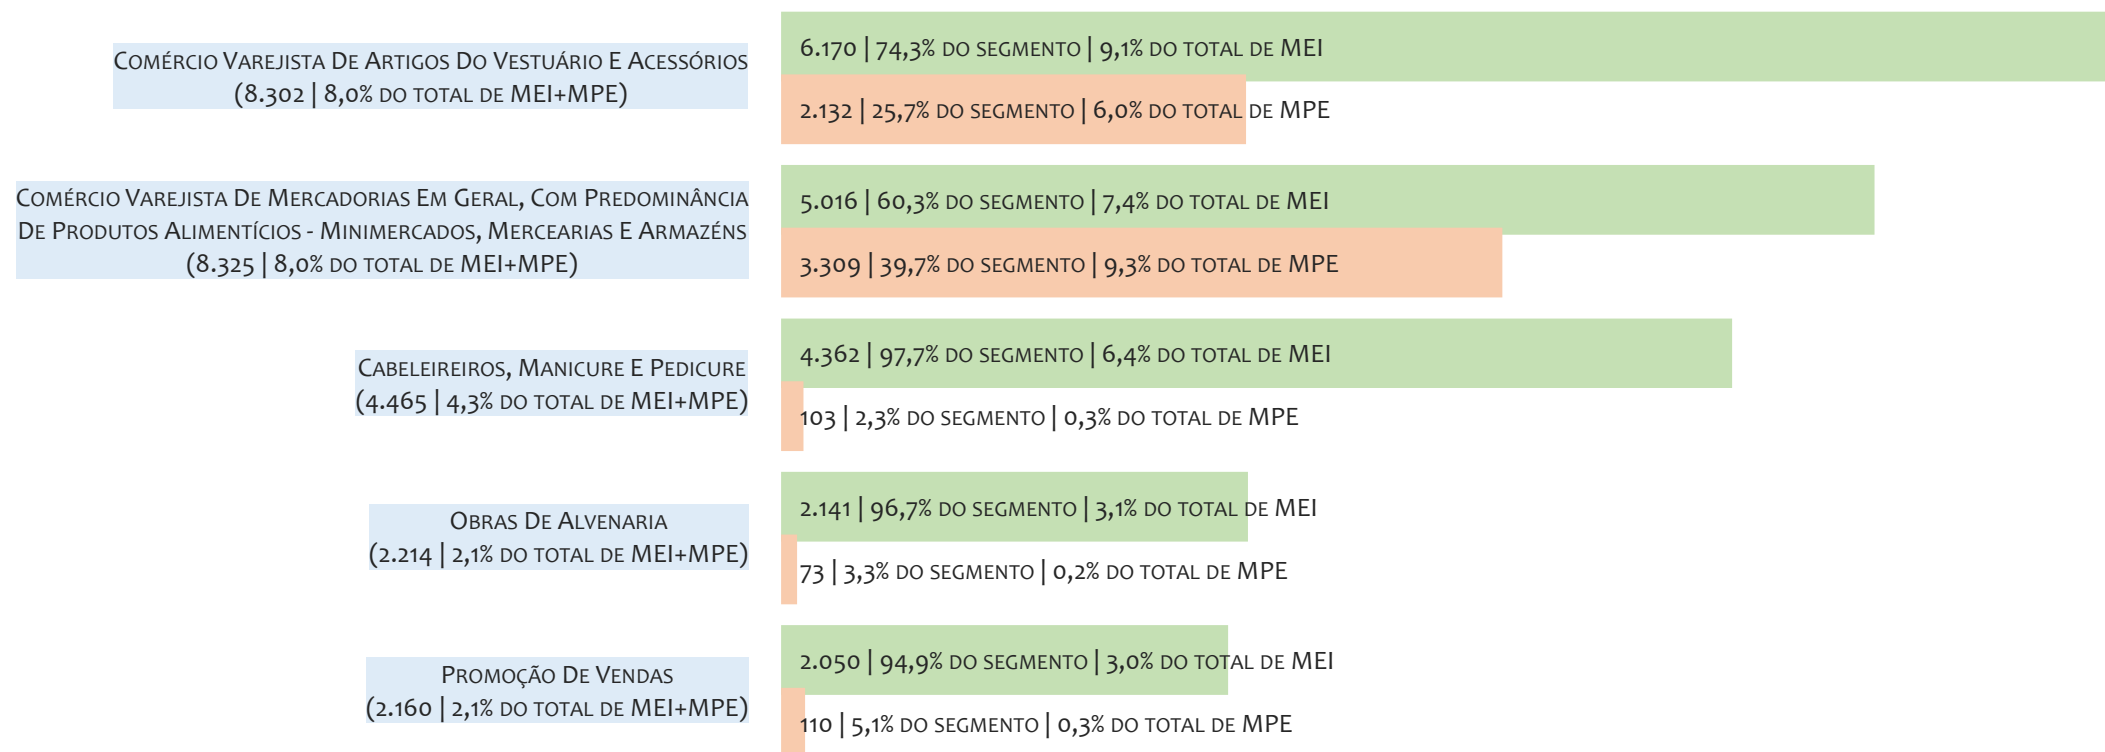 Comércio Varejista De Artigos Do Vestuário E Acessórios
(8.302 | 8,0% do total de MEI+MPE)
6.170 | 74,3% do segmento | 9,1% do total de MEI
2.132 | 25,7% do segmento | 6,0% do total de MPE
Comércio Varejista De Mercadorias Em Geral, Com Predominância
De Produtos Alimentícios - Minimercados, Mercearias E Armazéns
(8.325 | 8,0% do total de MEI+MPE)
5.016 | 60,3% do segmento | 7,4% do total de MEI
3.309 | 39,7% do segmento | 9,3% do total de MPE
Cabeleireiros, Manicure E Pedicure
(4.465 | 4,3% do total de MEI+MPE)
4.362 | 97,7% do segmento | 6,4% do total de MEI
103 | 2,3% do segmento | 0,3% do total de MPE
Obras De Alvenaria
(2.214 | 2,1% do total de MEI+MPE)
2.141 | 96,7% do segmento | 3,1% do total de MEI
73 | 3,3% do segmento | 0,2% do total de MPE
Promoção De Vendas
(2.160 | 2,1% do total de MEI+MPE)
2.050 | 94,9% do segmento | 3,0% do total de MEI
110 | 5,1% do segmento | 0,3% do total de MPE